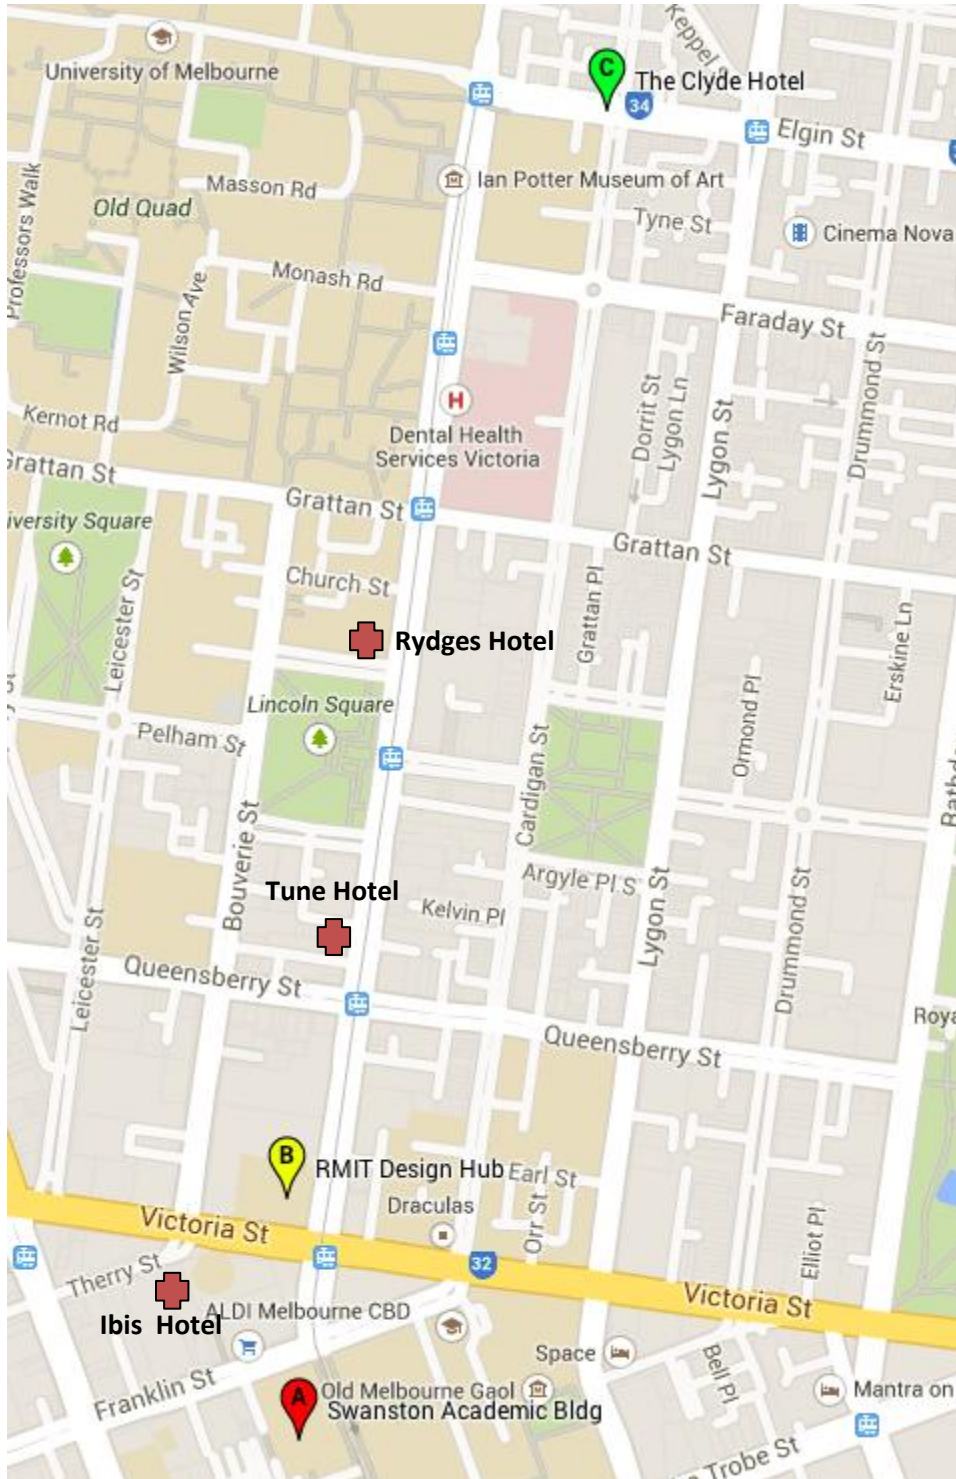 Keppel
University of Melbourne
C
The Clyde Hotel
34
Elgin St
Ian Potter Museum of Art
Masson Rd
Professors Walk
Old Quad
Tyne St
Cinema Nova
Monash Rd
Wilson Ave
Faraday St
Drummond St
Dorrit St
Lygon Ln
Lygon St
H
Dental Health
Services Victoria
Kernot Rd
Grattan St
Grattan St
iversity Square
Grattan St
Church St
Grattan Pl
Leicester St
Erskine Ln
Rydges Hotel
Lincoln Square
Pelham St
Ormond Pl
Cardigan St
Rathd
Bouverie St
Argyle Pl S
Tune Hotel
Kelvin Pl
Lygon St
Drummond St
Leicester St
Queensberry St
Queensberry St
Roya
B
RMIT Design Hub
Earl St
Draculas
Orr St
Elliot Pl
Victoria St
32
Therry St
Victoria St
Ibis Hotel
ALDI Melbourne CBD
Space
Bell Pl
Franklin St
A
Old Melbourne Gaol
Swanston Academic Bldg
Mantra on
Trobe St